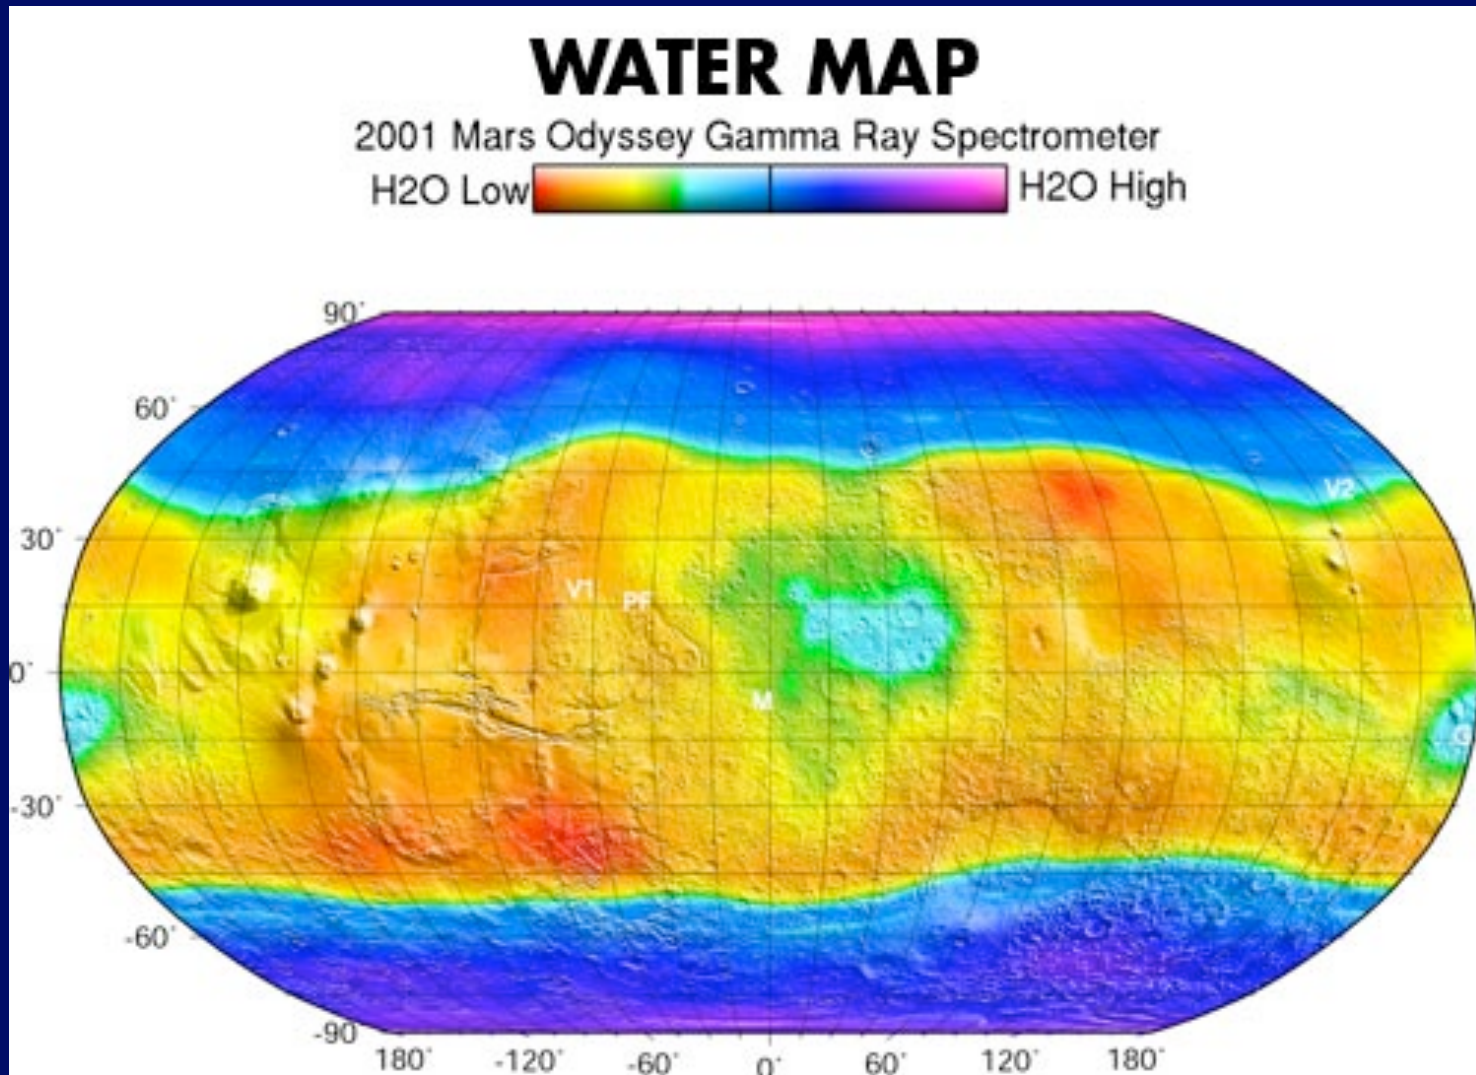 WATER MAP
2001 Mars Odyssey Gamma Ray Spectrometer
H2O Low H2O High
90°
60°
V2
30°
V1 PF
0°
M
G
-30°
-60°
-90
180° -120° -60° 0° 60° 120° 180°